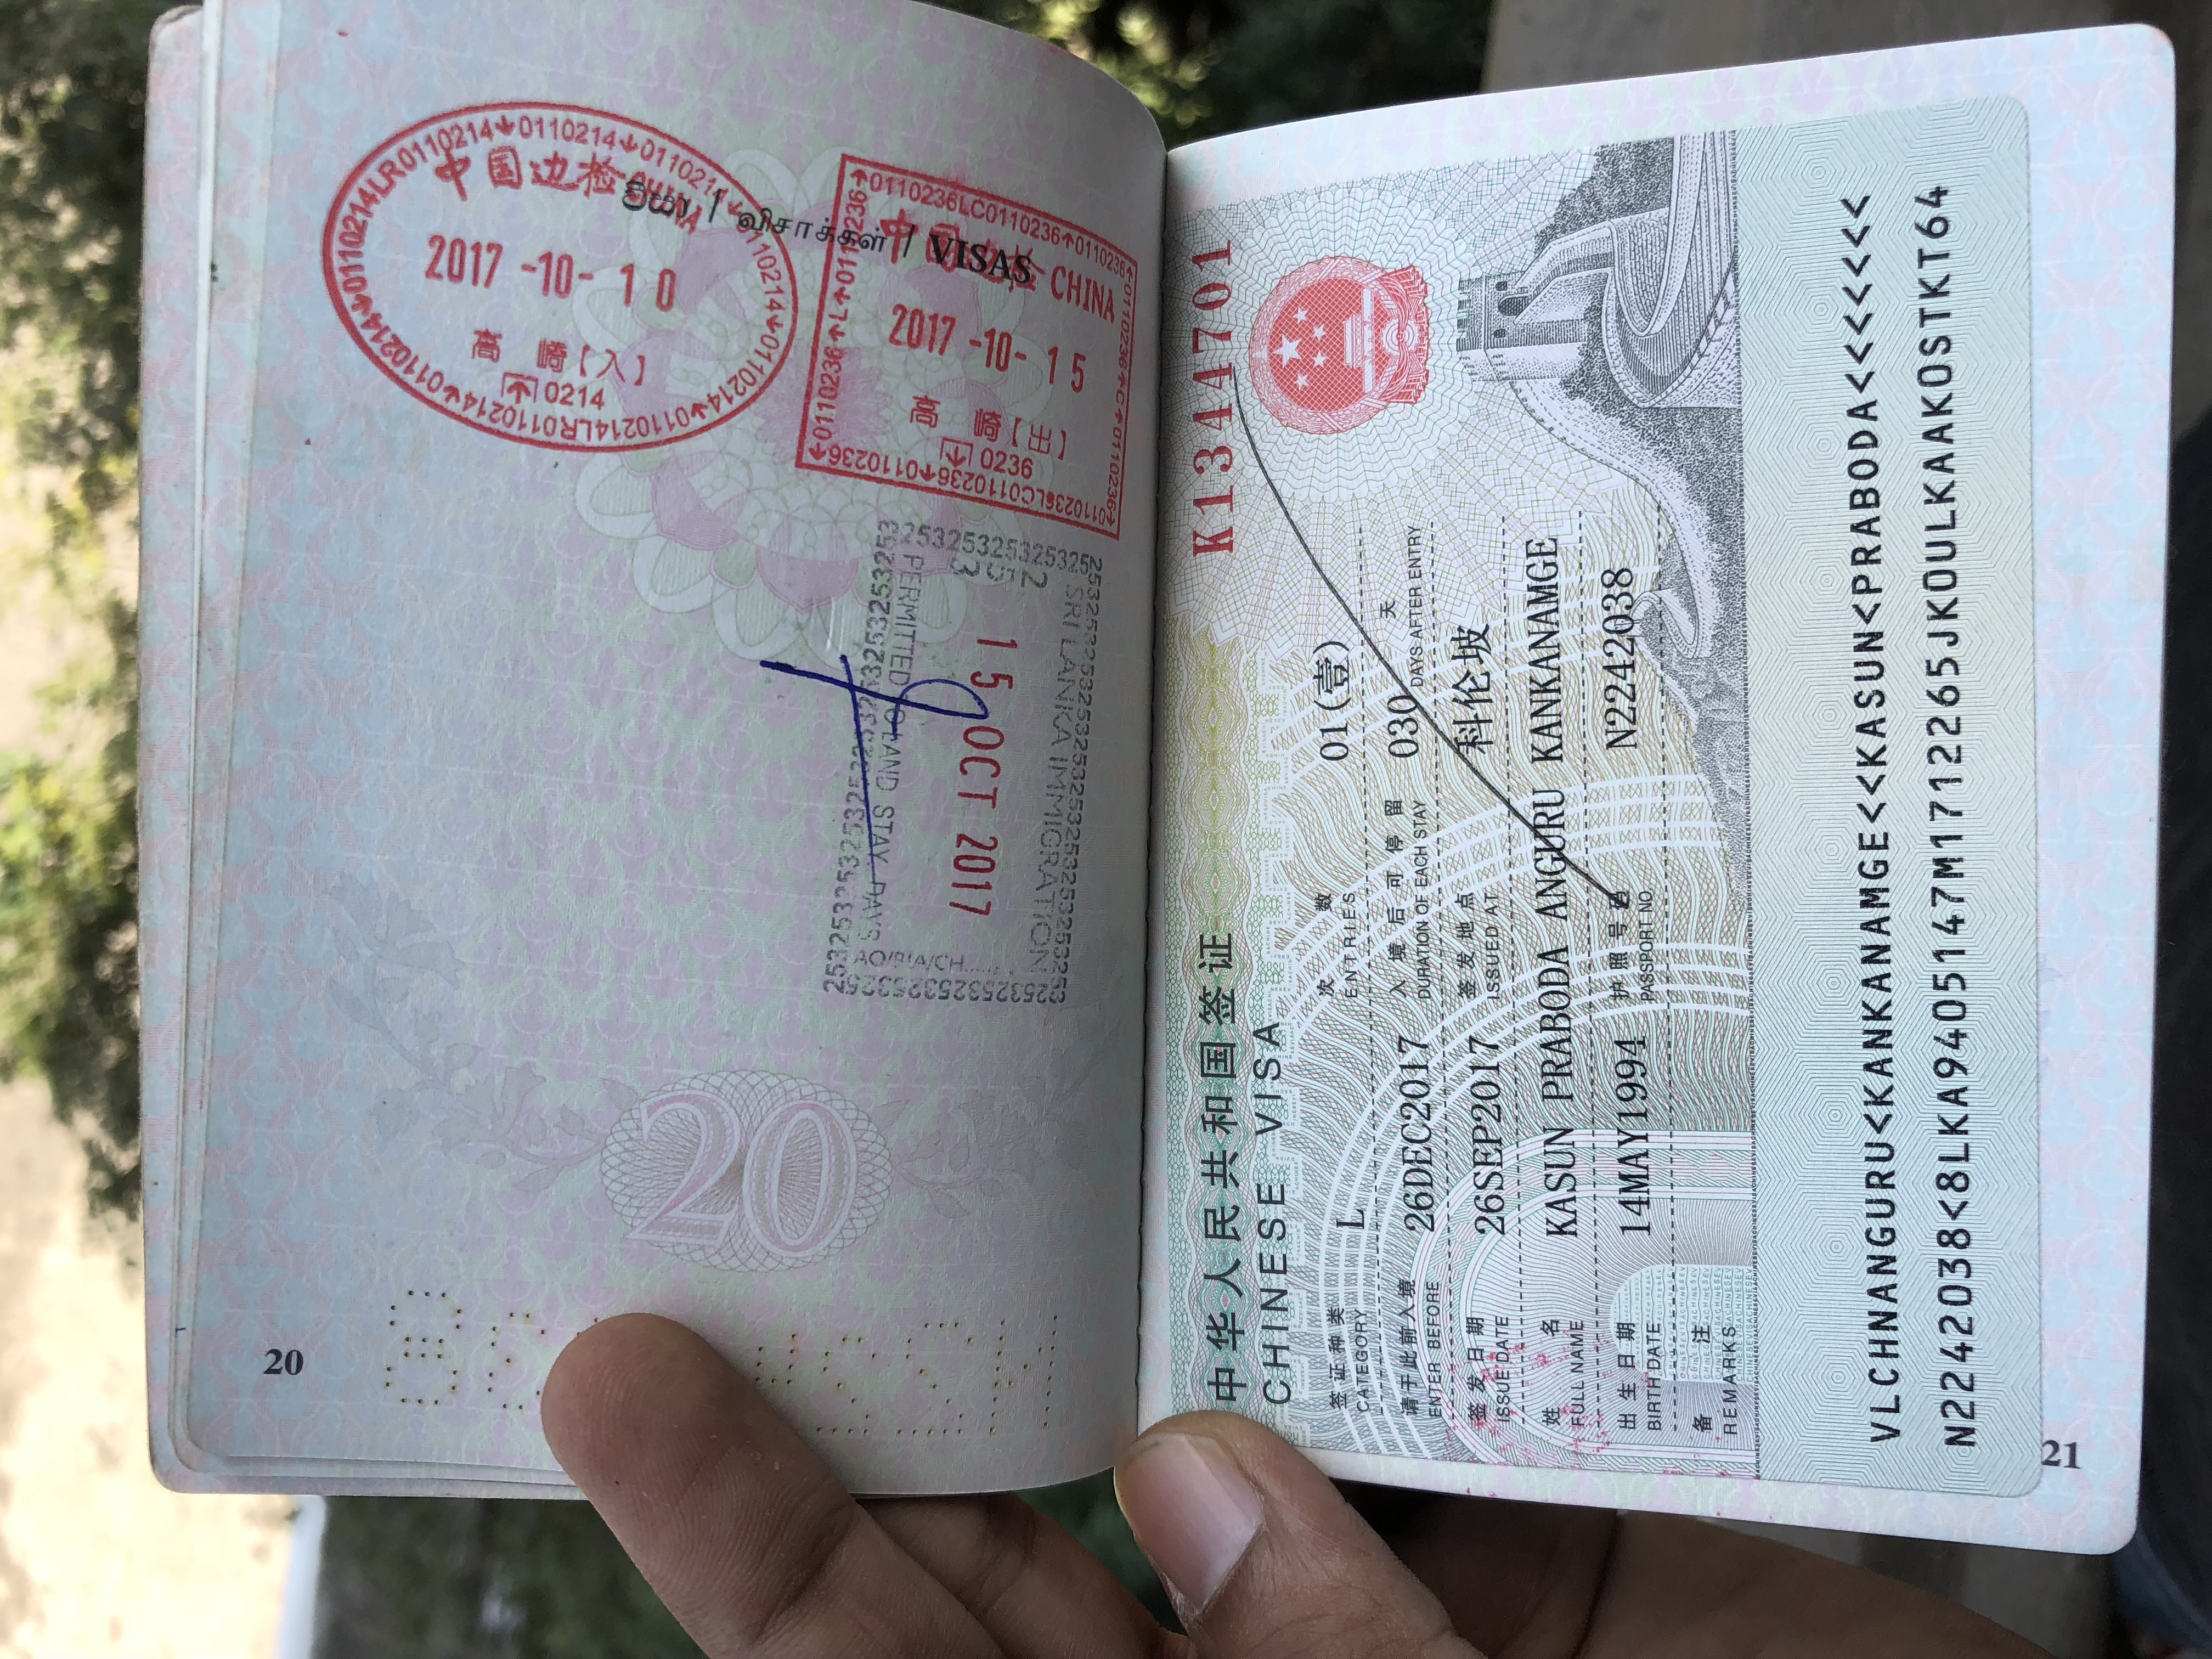 20
中国边检 CHINA
2017-10-10
高崎[入]
0214
இலங்கை
விசாக்கள் / VISAS
中国边检 CHINA
2017-10-15
高崎[出]
0236
SRI LANKA IMMIGRATION
15 OCT 2017
PERMITTED TO LAND STAY DAYS
20
中华人民共和国签证
K1344701
CHINESE VISA
签证种类 CATEGORY L 次数 ENTRIES 01(壹)
请于此前入境 ENTER BEFORE 26DEC2017 入境后可停留 DURATION OF EACH STAY 030 天 DAYS AFTER ENTRY
签发日期 ISSUE DATE 26SEP2017 签发地点 ISSUED AT 科伦坡
姓名 FULL NAME KASUN PRABODA ANGURU KANKANAMGE
出生日期 BIRTH DATE 14MAY1994 护照号码 PASSPORT NO. N2242038
备注 REMARKS
VLCHNANGURU<KANKANAMGE<<KASUN<PRABODA<<<<<<<
N2242038<8LKA9405147M1712265JK0ULKAAKOSTKT64
21